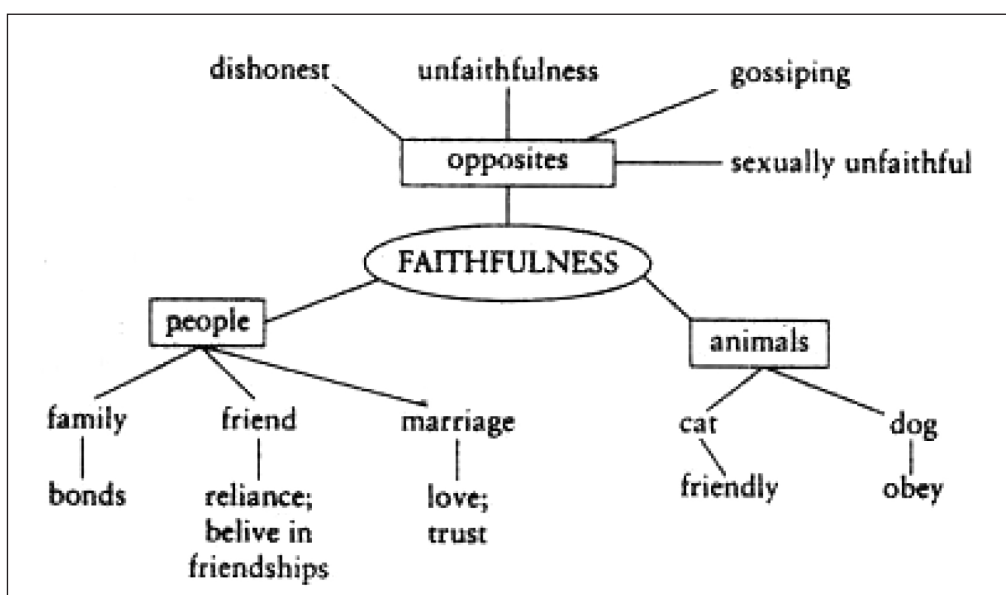 dishonest
unfaithfulness
gossiping
opposites
sexually unfaithful
FAITHFULNESS
people
animals
family
friend
marriage
cat
dog
bonds
reliance;
belive in
friendships
love;
trust
friendly
obey